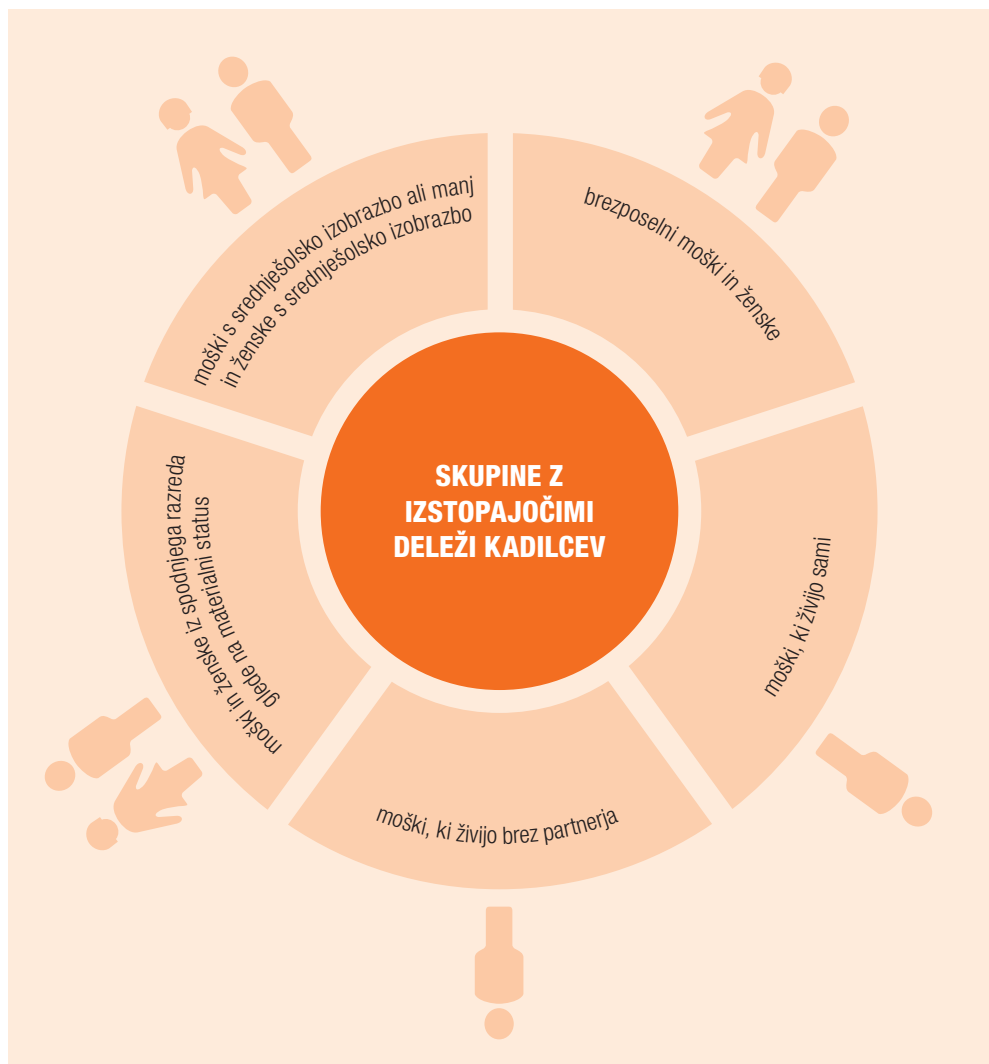 moški s srednješolsko izobrazbo ali manj
in ženske s srednješolsko izobrazbo
brezposelni moški in ženske
SKUPINE Z
IZSTOPAJOČIMI
DELEŽI KADILCEV
moški in ženske iz spodnjega razreda
glede na materialni status
moški, ki živijo sami
moški, ki živijo brez partnerja